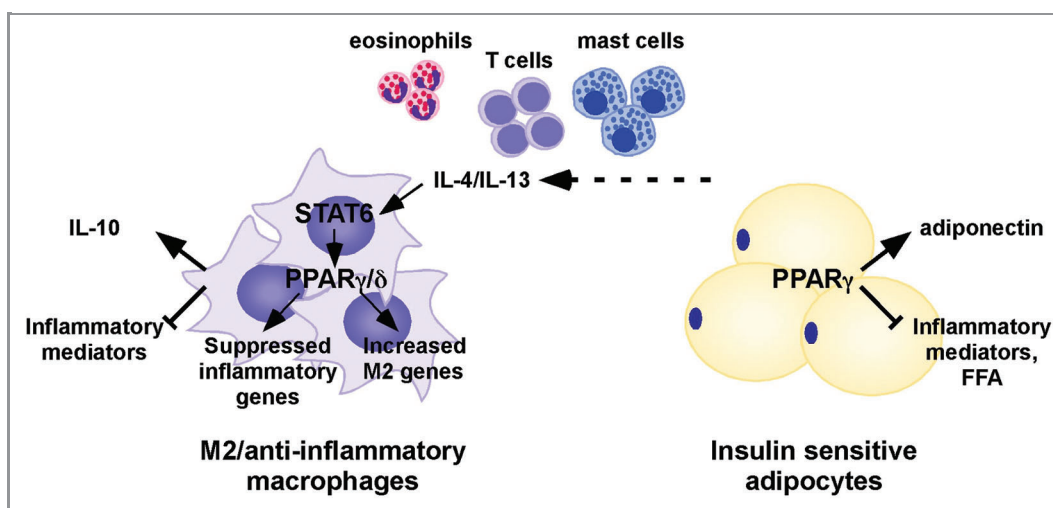 eosinophils
T cells
mast cells
IL-4/IL-13
STAT6
IL-10
PPARγ/δ
Inflammatory
mediators
Suppressed
inflammatory
genes
Increased
M2 genes
M2/anti-inflammatory
macrophages
adiponectin
PPARγ
Inflammatory
mediators,
FFA
Insulin sensitive
adipocytes